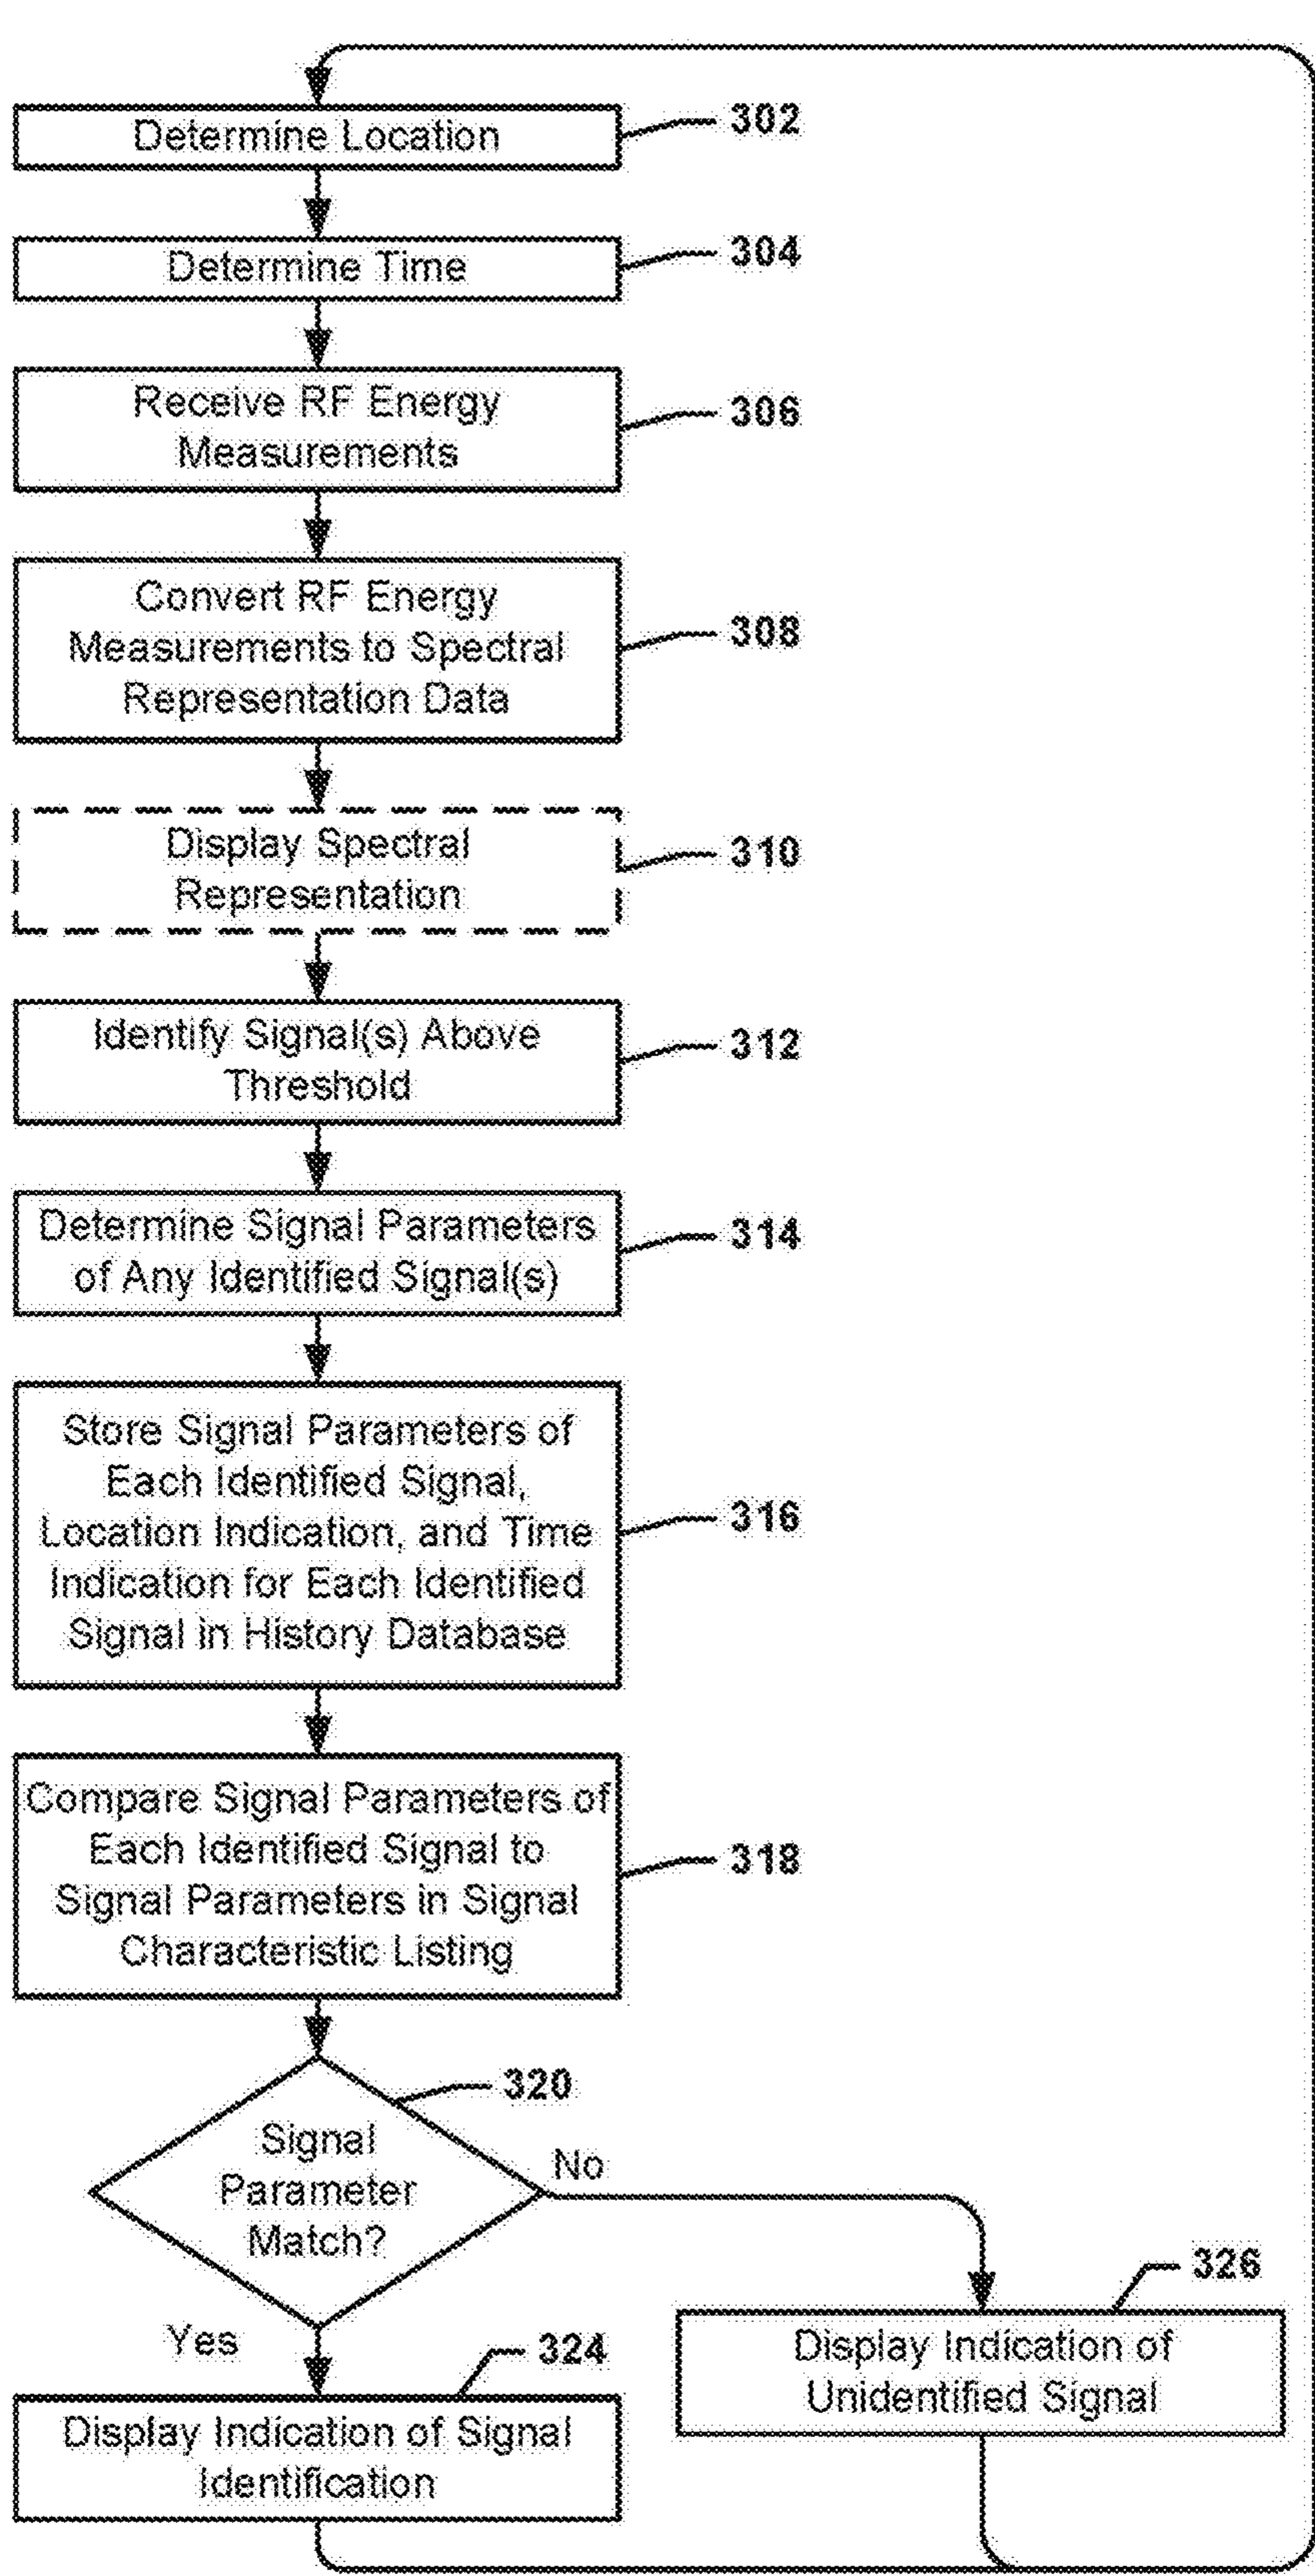 Determine Location
302
Determine Time
304
Receive RF Energy
Measurements
306
Convert RF Energy
Measurements to Spectral
Representation Data
308
Display Spectral
Representation
310
Identify Signal(s) Above
Threshold
312
Determine Signal Parameters
of Any Identified Signal(s)
314
Store Signal Parameters of
Each Identified Signal,
Location Indication, and Time
Indication for Each Identified
Signal in History Database
316
Compare Signal Parameters of
Each Identified Signal to
Signal Parameters in Signal
Characteristic Listing
318
320
Signal
Parameter
Match?
No
Yes
326
Display Indication of
Unidentified Signal
324
Display Indication of Signal
Identification